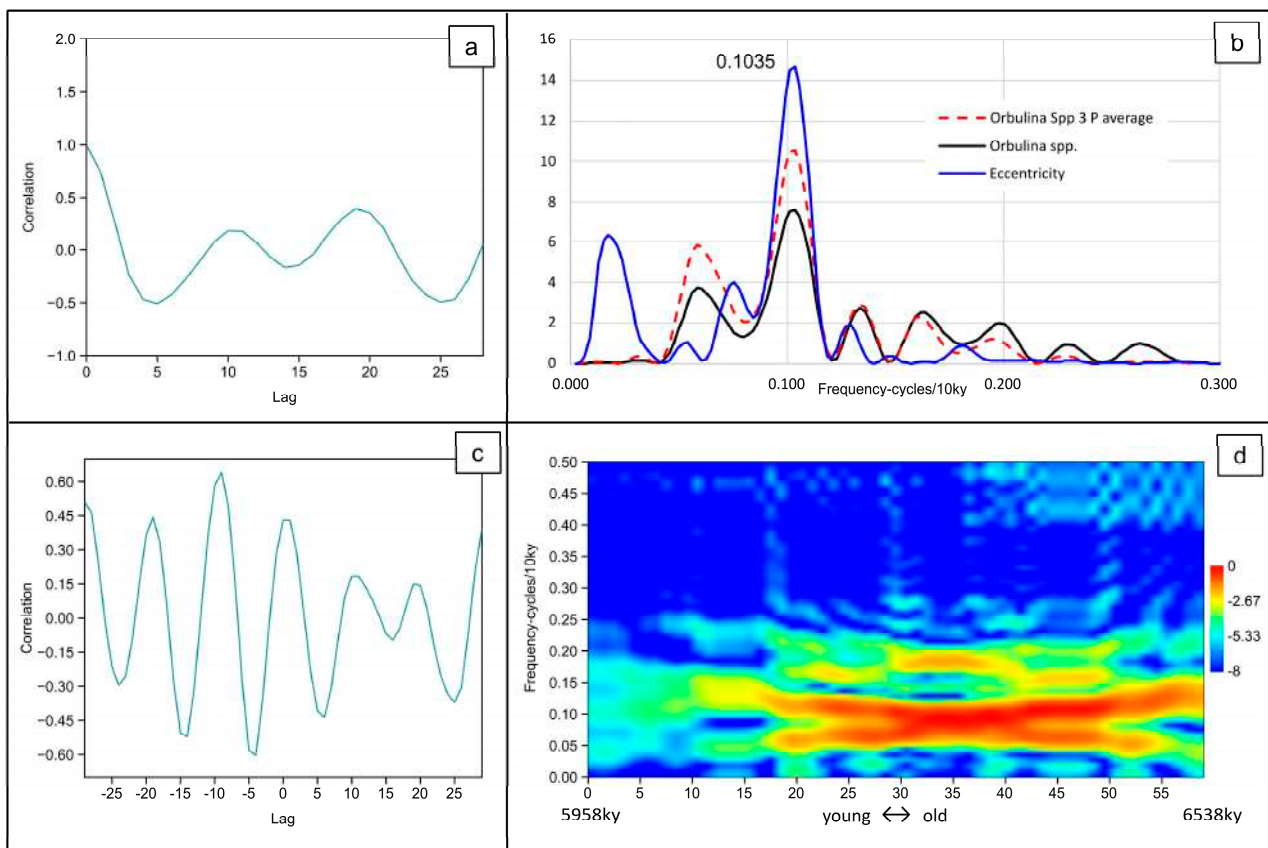 a
2.0
1.5
1.0
0.5
0.0
−0.5
−1.0
Correlation
0 5 10 15 20 25
Lag
b
16
14
12
10
8
6
4
2
0
0.1035
Orbulina Spp 3 P average
Orbulina spp.
Eccentricity
0.000 0.100 0.200 0.300
Frequency-cycles/10ky
c
0.60
0.45
0.30
0.15
0.00
−0.15
−0.30
−0.45
−0.60
Correlation
-25 -20 -15 -10 -5 0 5 10 15 20 25
Lag
d
0.50
0.45
0.40
0.35
0.30
0.25
0.20
0.15
0.10
0.05
0.00
Frequency-cycles/10ky
0 5 10 15 20 25 30 35 40 45 50 55
5958ky young ↔ old 6538ky
0
-2.67
-5.33
-8